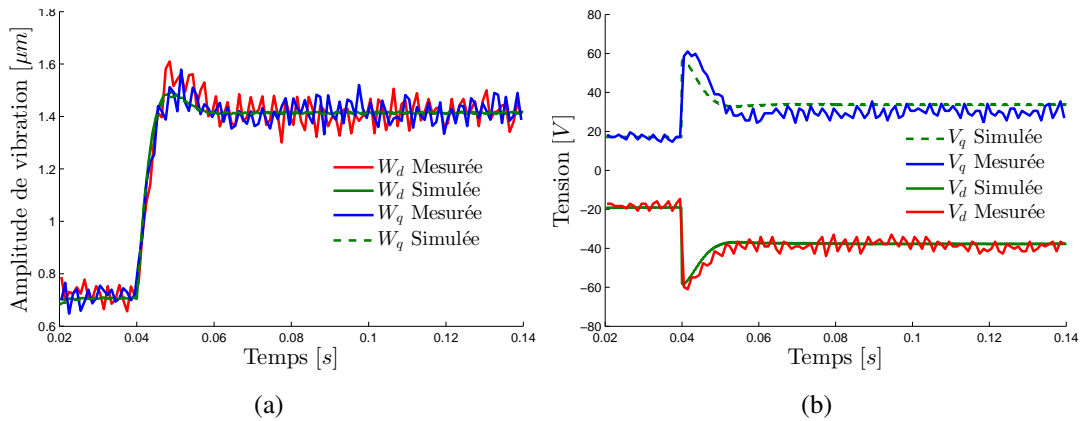 Amplitude de vibration [μm]
1.8
1.6
1.4
1.2
1
0.8
0.6
0.02
0.04
0.06
0.08
0.1
0.12
0.14
Temps [s]
W_d Mesurée
W_d Simulée
W_q Mesurée
W_q Simulée
(a)
Tension [V]
80
60
40
20
0
−20
−40
−60
−80
0.02
0.04
0.06
0.08
0.1
0.12
0.14
Temps [s]
V_q Simulée
V_q Mesurée
V_d Simulée
V_d Mesurée
(b)